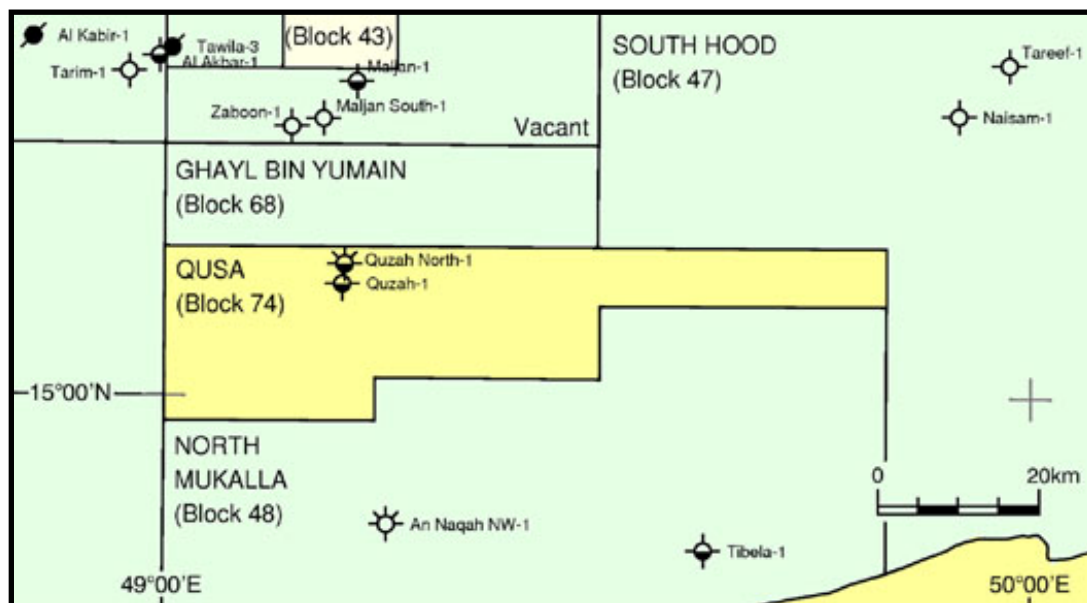 Al Kabir-1
Tawila-3
Al Akbar-1
Tarim-1
(Block 43)
Maljan-1
Maljan South-1
Zaboon-1
Vacant
SOUTH HOOD
(Block 47)
Tareef-1
Naisam-1
GHAYL BIN YUMAIN
(Block 68)
QUSA
(Block 74)
Quzah North-1
Quzah-1
15°00'N
NORTH
MUKALLA
(Block 48)
An Naqah NW-1
Tibela-1
0 20km
49°00'E
50°00'E